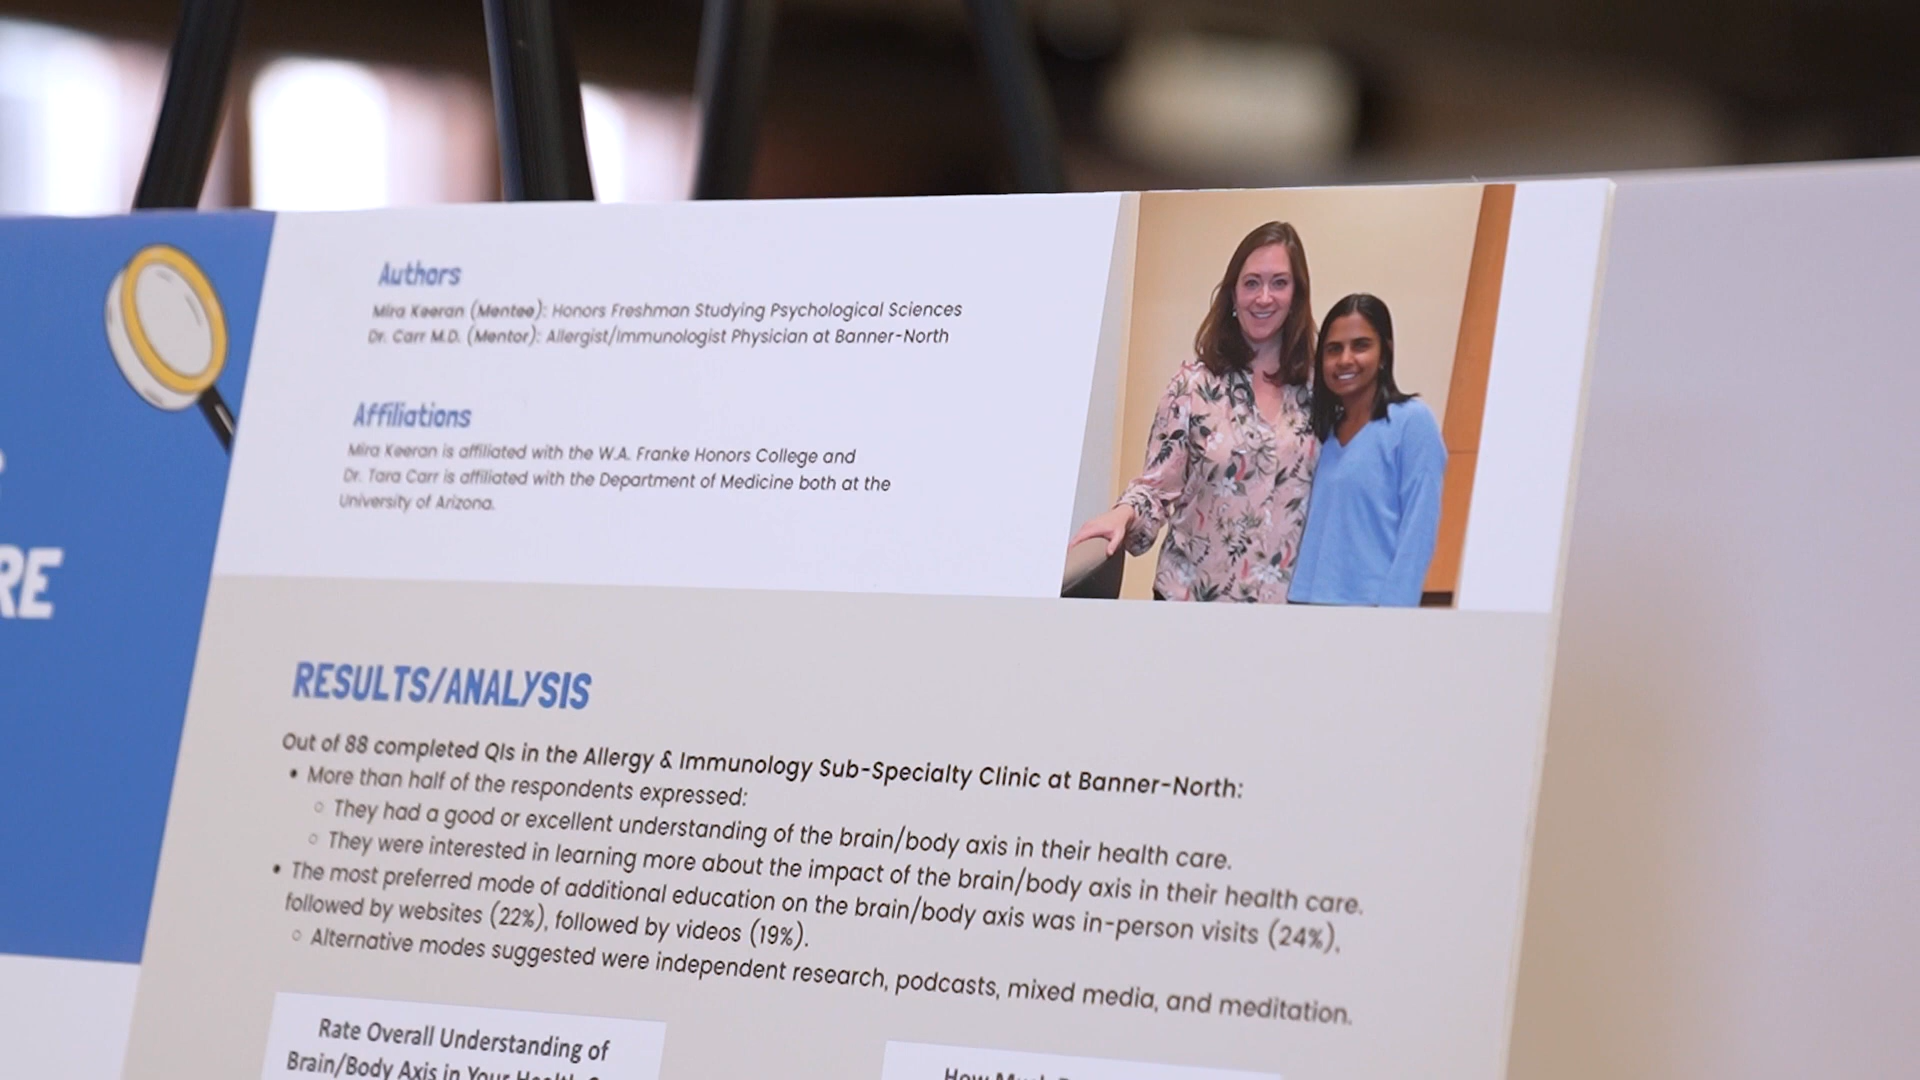 RE
Authors
Mira Keeran (Mentee): Honors Freshman Studying Psychological Sciences
Dr. Carr M.D. (Mentor): Allergist/Immunologist Physician at Banner-North
Affiliations
Mira Keeran is affiliated with the W.A. Franke Honors College and
Dr. Tara Carr is affiliated with the Department of Medicine both at the
University of Arizona.
RESULTS/ANALYSIS
Out of 88 completed QIs in the Allergy & Immunology Sub-Specialty Clinic at Banner-North:
• More than half of the respondents expressed:
○ They had a good or excellent understanding of the brain/body axis in their health care.
○ They were interested in learning more about the impact of the brain/body axis in their health care.
• The most preferred mode of additional education on the brain/body axis was in-person visits (24%),
followed by websites (22%), followed by videos (19%).
○ Alternative modes suggested were independent research, podcasts, mixed media, and meditation.
Rate Overall Understanding of
Brain/Body Axis in Your Health
How Much